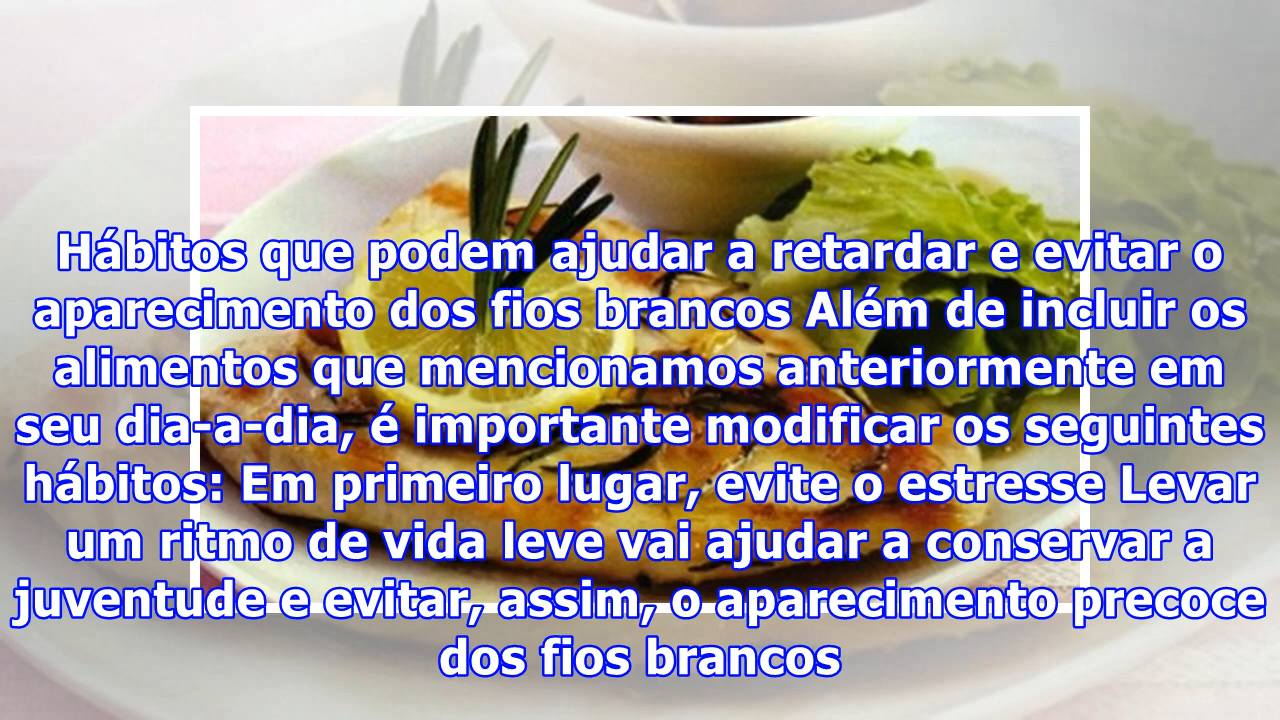 Hábitos que podem ajudar a retardar e evitar o
aparecimento dos fios brancos Além de incluir os
alimentos que mencionamos anteriormente em
seu dia-a-dia, é importante modificar os seguintes
hábitos: Em primeiro lugar, evite o estresse Levar
um ritmo de vida leve vai ajudar a conservar a
juventude e evitar, assim, o aparecimento precoce
dos fios brancos